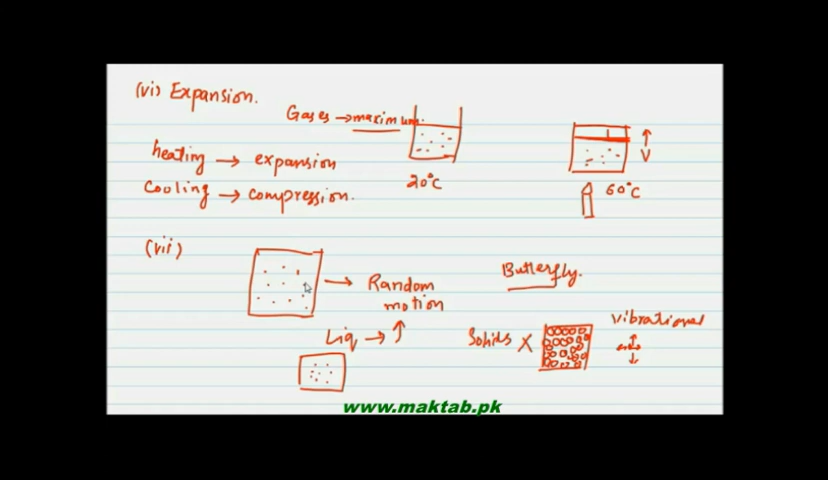 (vi) Expansion.
Gases → maximum.
heating → expansion
Cooling → compression.
20°C
V
60°C
(vii)
→ Random
motion
Butterfly.
Liq →
Solids X
Vibrational
www.maktab.pk